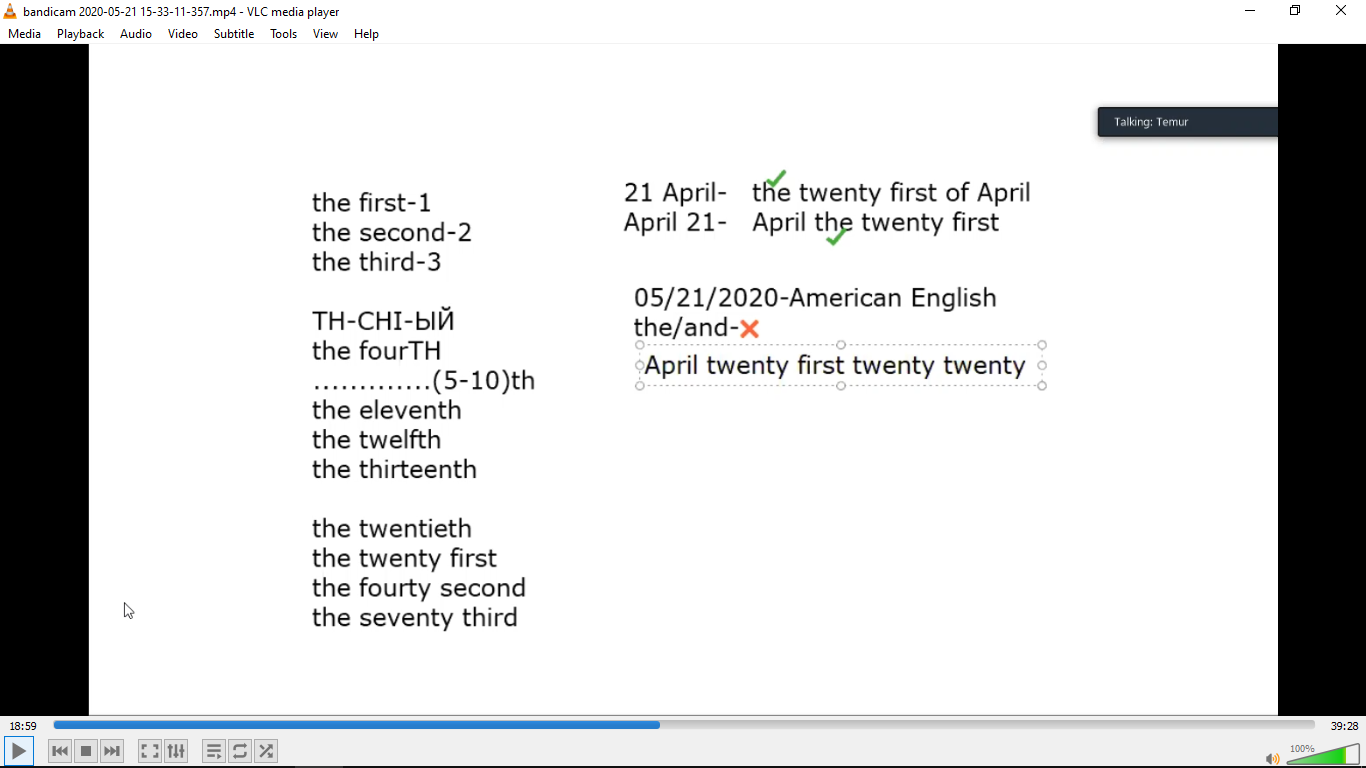 bandicam 2020-05-21 15-33-11-357.mp4 - VLC media player
Media Playback Audio Video Subtitle Tools View Help
Talking: Temur
the first-1
the second-2
the third-3
TH-CHI-ЫЙ
the fourTH
.............(5-10)th
the eleventh
the twelfth
the thirteenth
the twentieth
the twenty first
the fourty second
the seventy third
21 April- the twenty first of April
April 21- April the twenty first
05/21/2020-American English
the/and-
April twenty first twenty twenty
18:59
39:28
100%